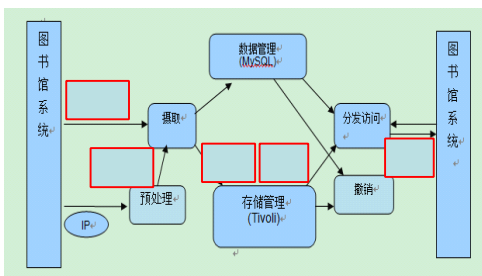 图
书
馆
系
统
数据管理
(MySQL)
图
书
馆
系
统
摄取
分发访问
预处理
存储管理
(Tivoli)
撤销
IP